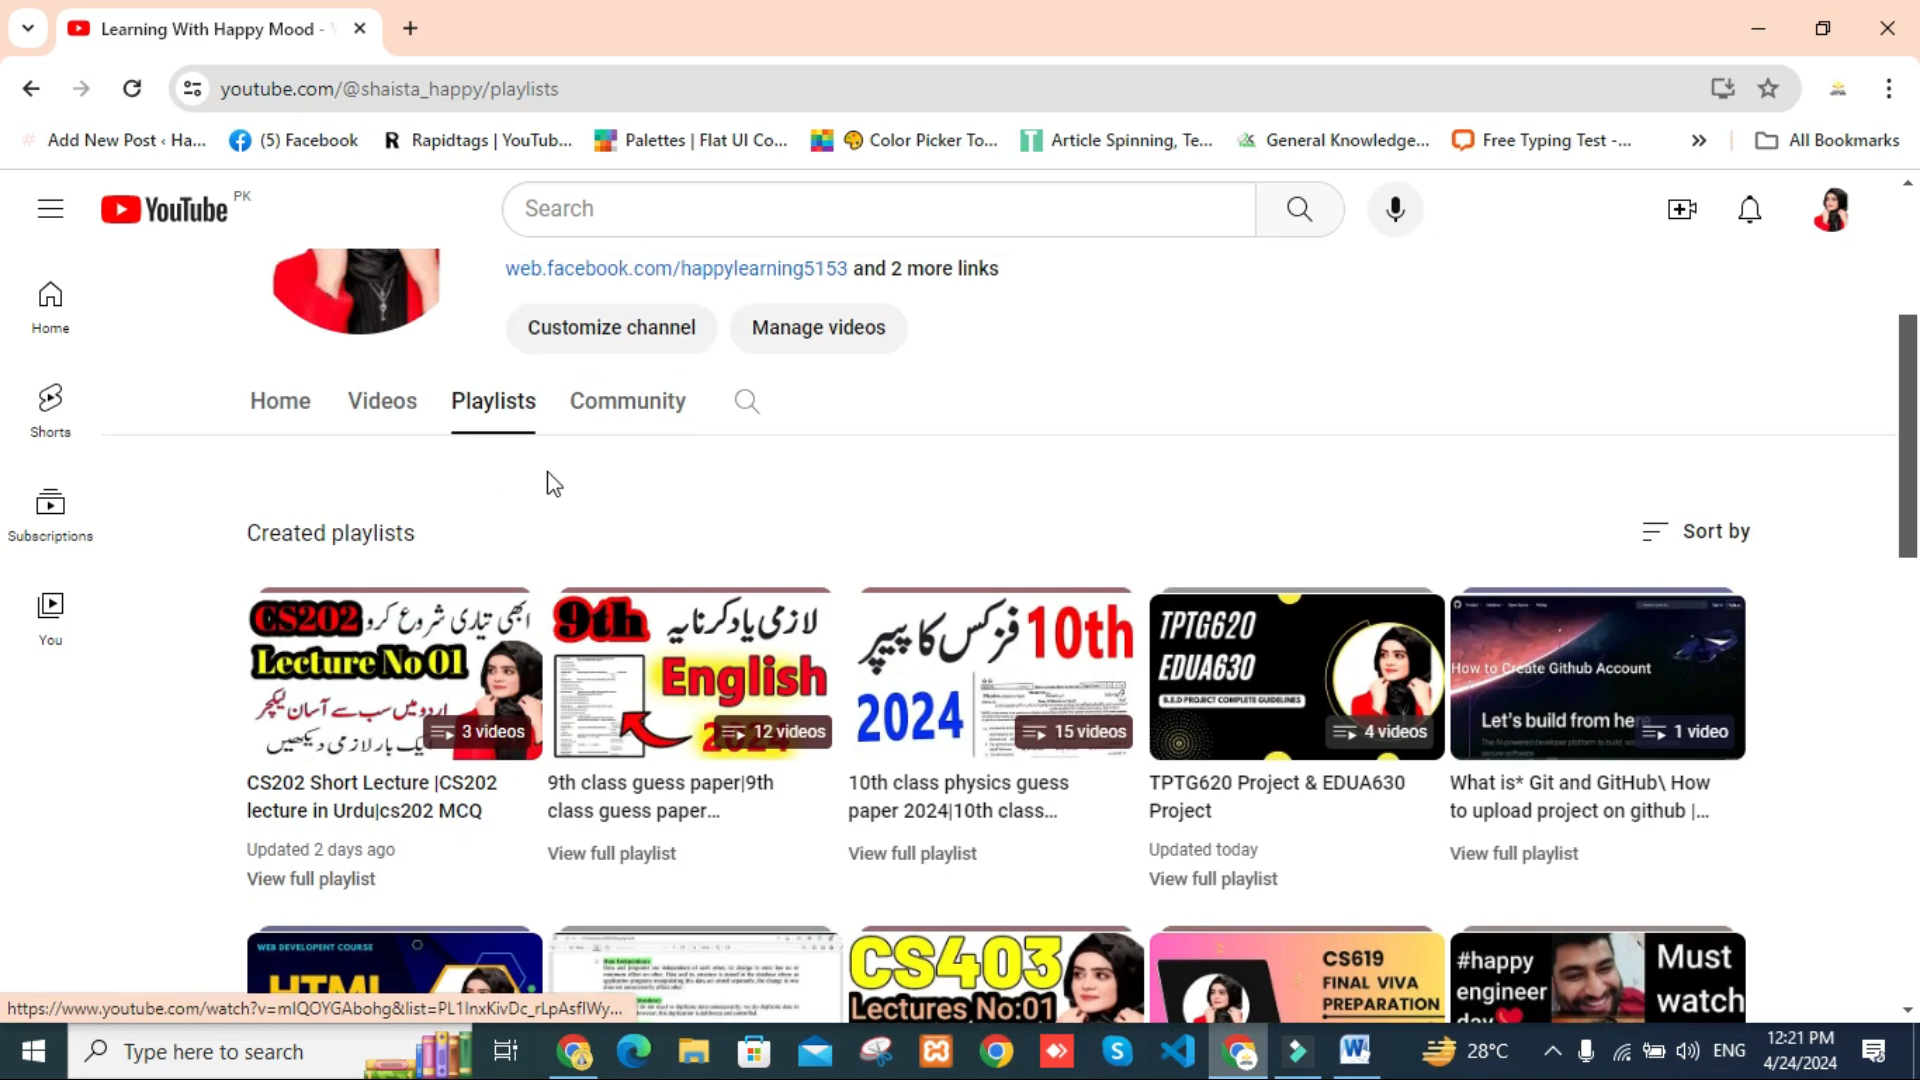 Learning With Happy Mood -
youtube.com/@shaista_happy/playlists
Add New Post ‹ Ha...
(5) Facebook
Rapidtags | YouTub...
Palettes | Flat UI Co...
Color Picker To...
Article Spinning, Te...
General Knowledge...
Free Typing Test -...
All Bookmarks
YouTube PK
Search
web.facebook.com/happylearning5153 and 2 more links
Customize channel
Manage videos
Home
Shorts
Subscriptions
You
Home
Videos
Playlists
Community
Created playlists
Sort by
CS202 ابھی تیاری شروع کرو
Lecture No 01
اردو میں سب سے آسان لیکچر
ایک بار لازمی دیکھیں
3 videos
9th لازمی یاد کرنا یہ
English
2024
12 videos
10th فزکس کا پیپر
2024
15 videos
TPTG620
EDUA630
B.E.D PROJECT COMPLETE GUIDELINES
4 videos
How to Create Github Account
Let's build from here
1 video
CS202 Short Lecture |CS202
lecture in Urdu|cs202 MCQ
Updated 2 days ago
View full playlist
9th class guess paper|9th
class guess paper...
View full playlist
10th class physics guess
paper 2024|10th class...
View full playlist
TPTG620 Project & EDUA630
Project
Updated today
View full playlist
What is* Git and GitHub\ How
to upload project on github |...
View full playlist
WEB DEVELOPENT COURSE
HTML
CS403
Lectures No:01
CS619
FINAL VIVA
PREPARATION
#happy
engineer
day
Must
watch
https://www.youtube.com/watch?v=mIQOYGAbohg&list=PL1InxKivDc_rLpAsflWy...
Type here to search
28°C
ENG
12:21 PM
4/24/2024